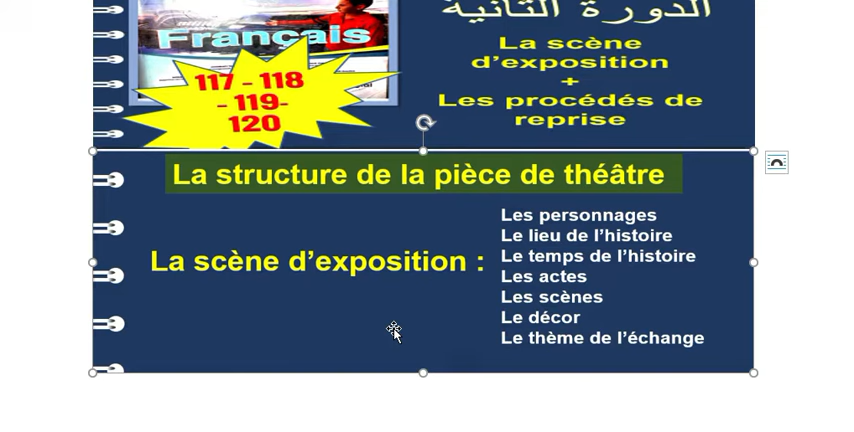 الدورة الثانية
Français
La scène
d’exposition
+
Les procédés de
reprise
117 - 118
- 119-
120
La structure de la pièce de théâtre
La scène d’exposition :
Les personnages
Le lieu de l’histoire
Le temps de l’histoire
Les actes
Les scènes
Le décor
Le thème de l’échange